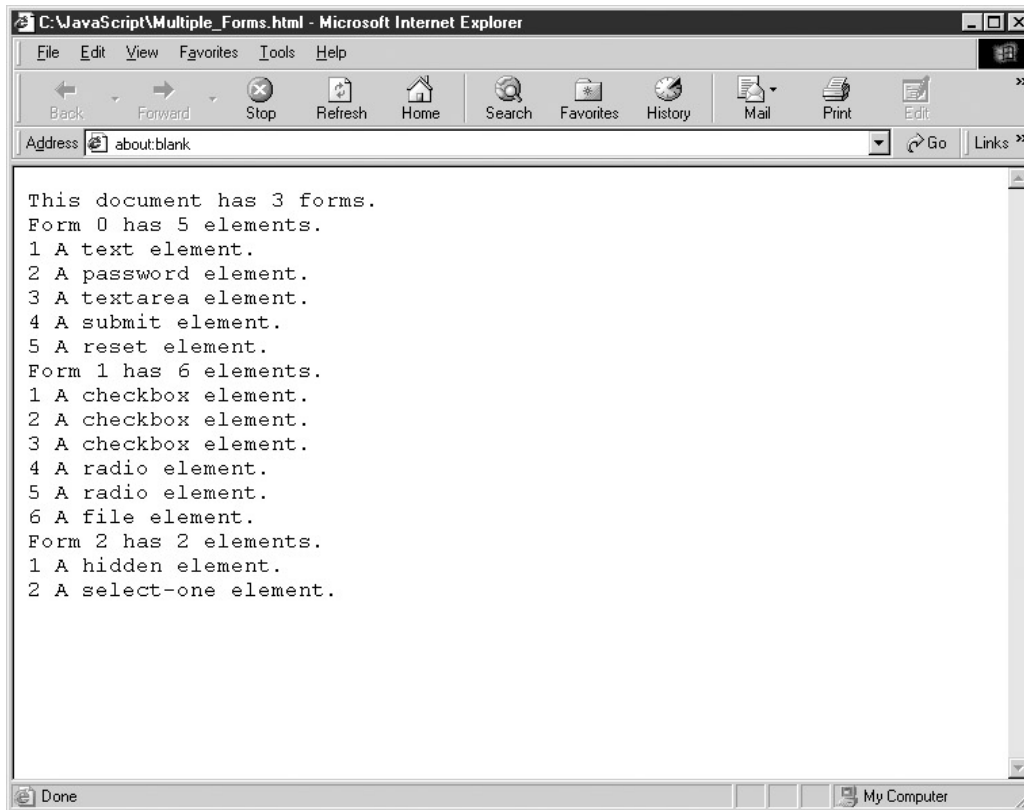 C:\JavaScript\Multiple_Forms.html - Microsoft Internet Explorer
File Edit View Favorites Tools Help
Back Forward Stop Refresh Home Search Favorites History Mail Print Edit »
Address about:blank Go Links »
This document has 3 forms.
Form 0 has 5 elements.
1 A text element.
2 A password element.
3 A textarea element.
4 A submit element.
5 A reset element.
Form 1 has 6 elements.
1 A checkbox element.
2 A checkbox element.
3 A checkbox element.
4 A radio element.
5 A radio element.
6 A file element.
Form 2 has 2 elements.
1 A hidden element.
2 A select-one element.
Done My Computer